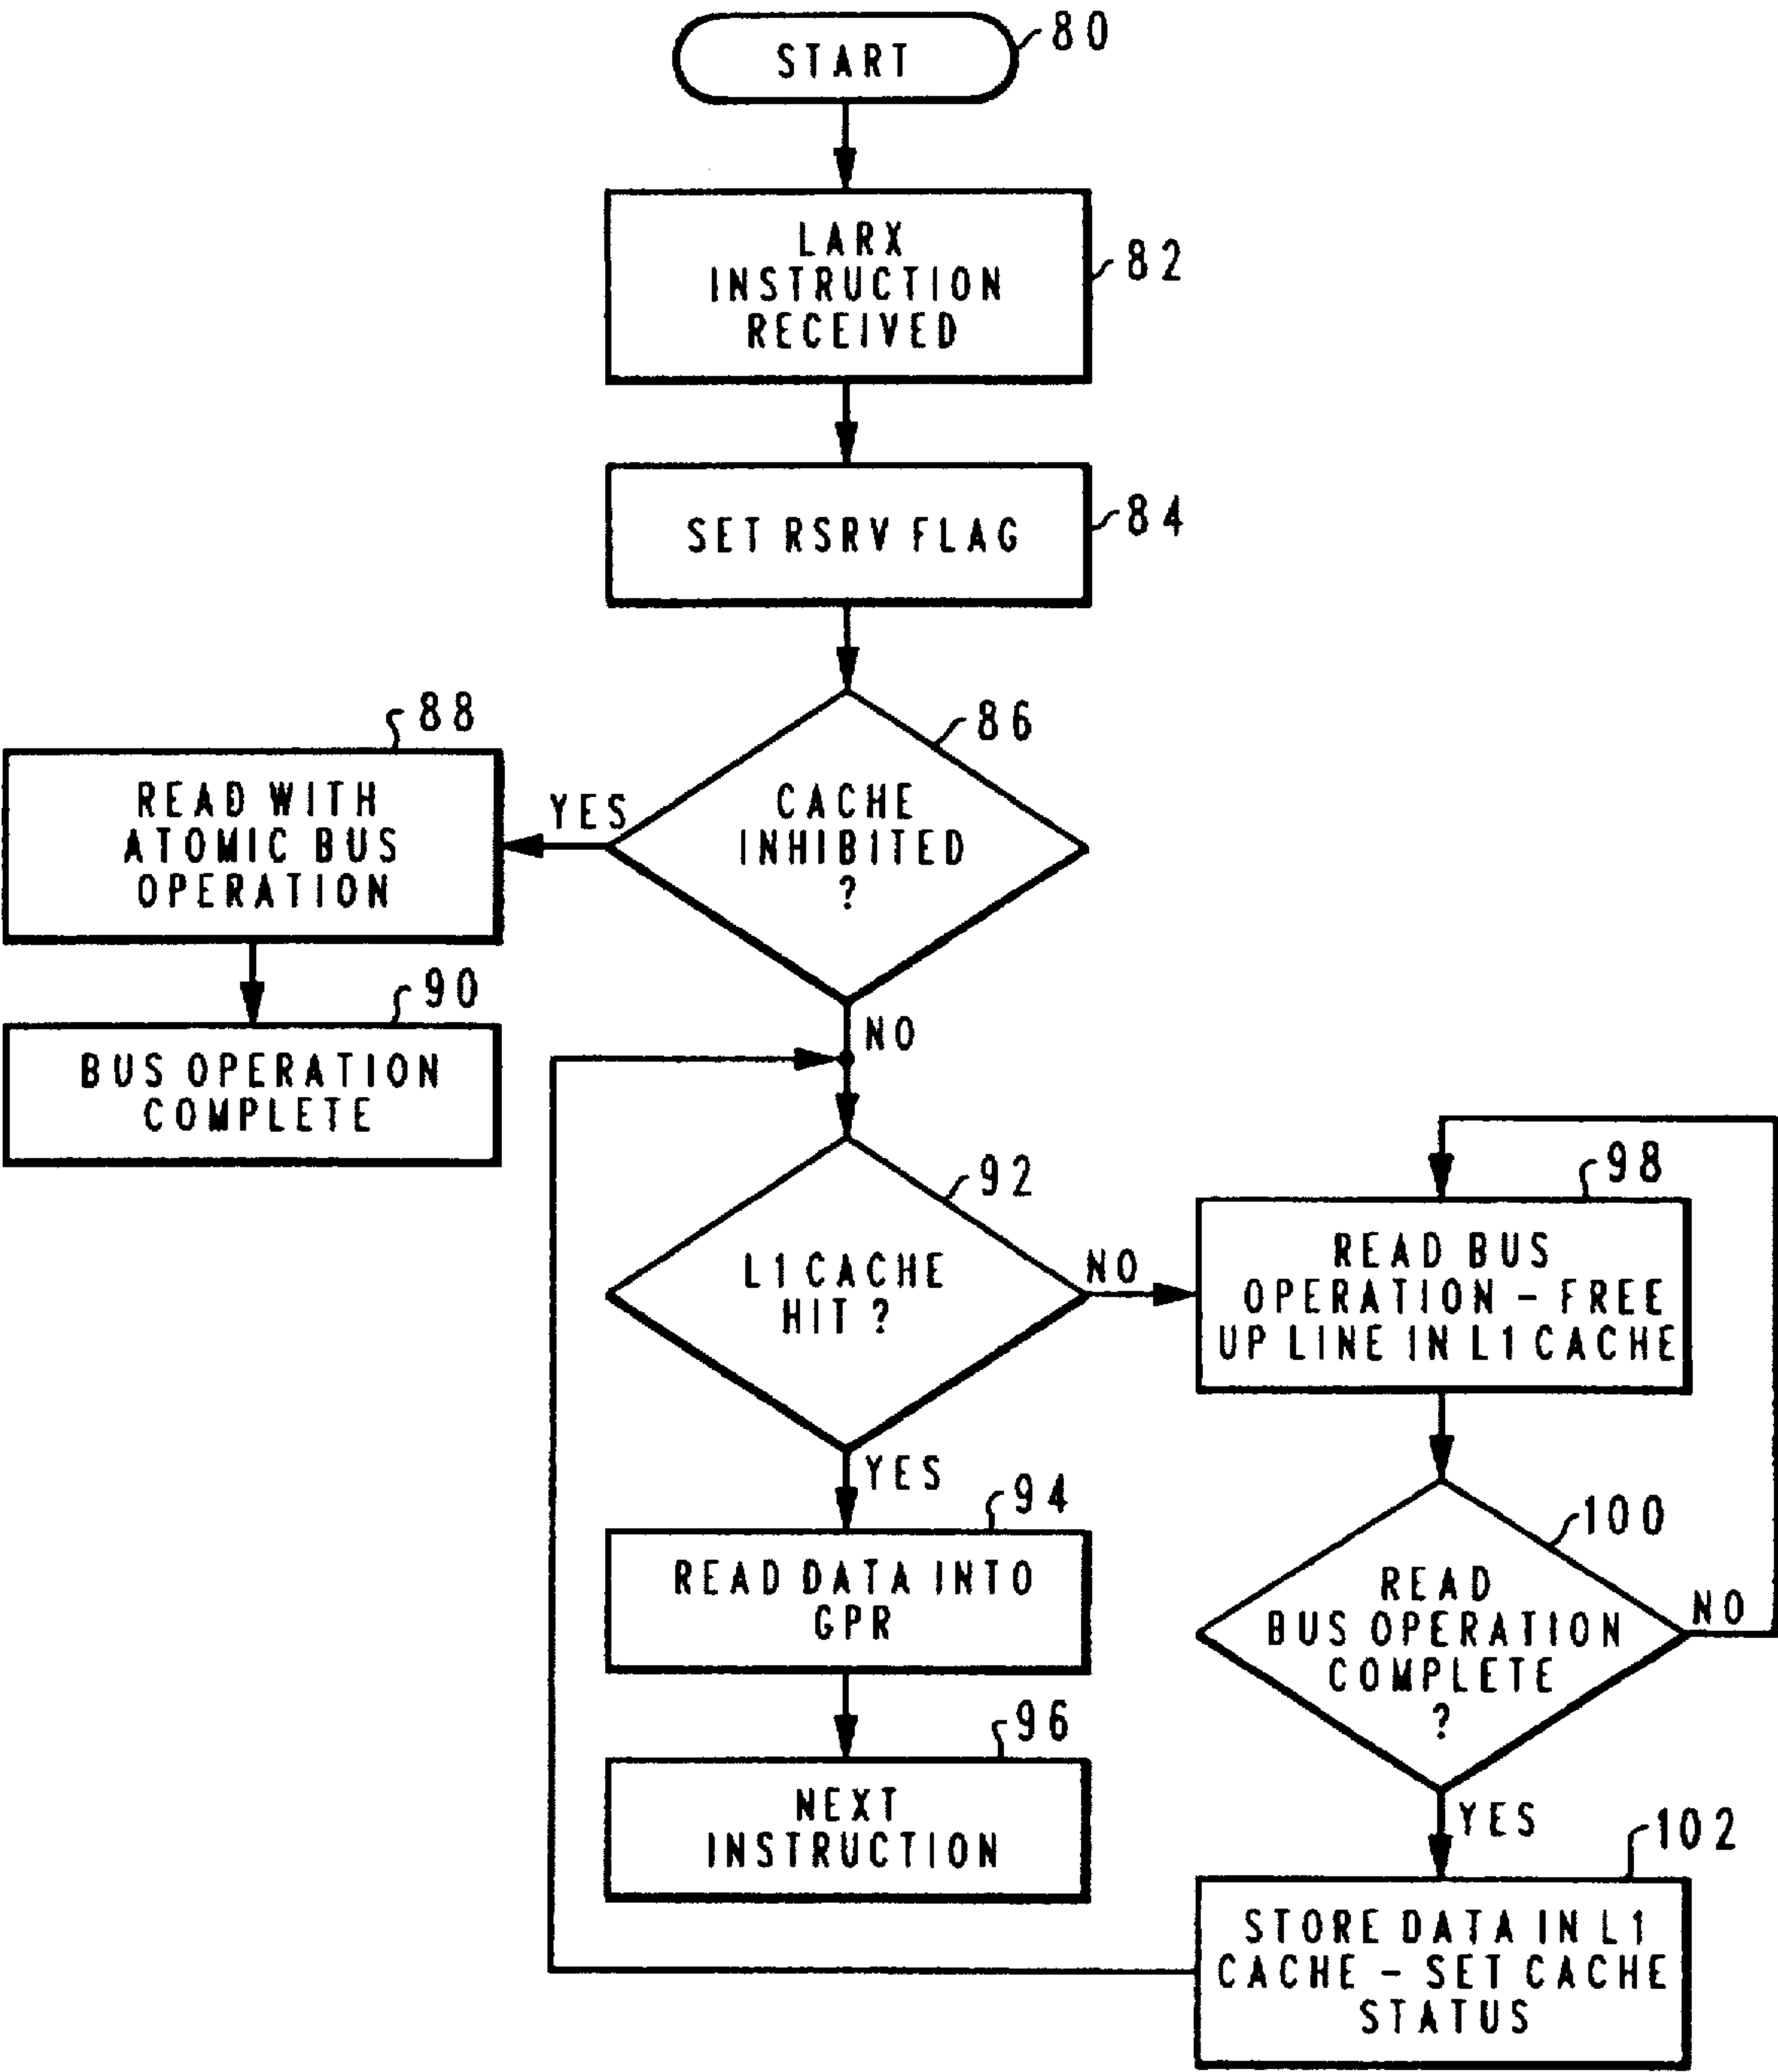 START
80
LARX
INSTRUCTION
RECEIVED
82
SET RSRV FLAG
84
CACHE
INHIBITED
?
86
YES
88
READ WITH
ATOMIC BUS
OPERATION
90
BUS OPERATION
COMPLETE
NO
92
L1 CACHE
HIT ?
NO
98
READ BUS
OPERATION - FREE
UP LINE IN L1 CACHE
YES
94
READ DATA INTO
GPR
96
NEXT
INSTRUCTION
100
READ
BUS OPERATION
COMPLETE
?
NO
YES
102
STORE DATA IN L1
CACHE - SET CACHE
STATUS